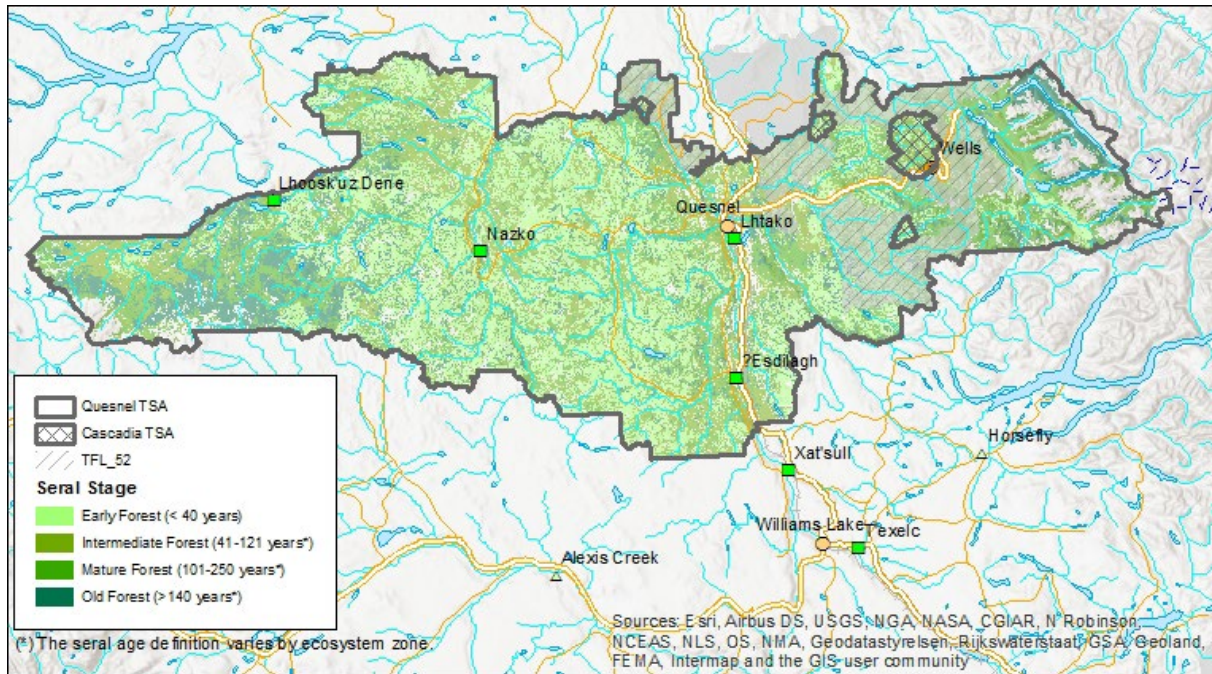 Lhooskuz Dene
Wells
Quesnel
Lhtako
Nazko
?Esdilagh
Quesnel TSA
Cascadia TSA
TFL_52
Seral Stage
Early Forest (< 40 years)
Intermediate Forest (41-121 years*)
Mature Forest (101-250 years*)
Old Forest (>140 years*)
(*) The seral age definition varies by ecosystem zone.
Horsefly
Xat'sull
Williams Lake
T'exelc
Alexis Creek
Sources: Esri, Airbus DS, USGS, NGA, NASA, CGIAR, N Robinson,
NCEAS, NLS, OS, NMA, Geodatastyrelsen, Rijkswaterstaat, GSA, Geoland,
FEMA, Intermap and the GIS user community